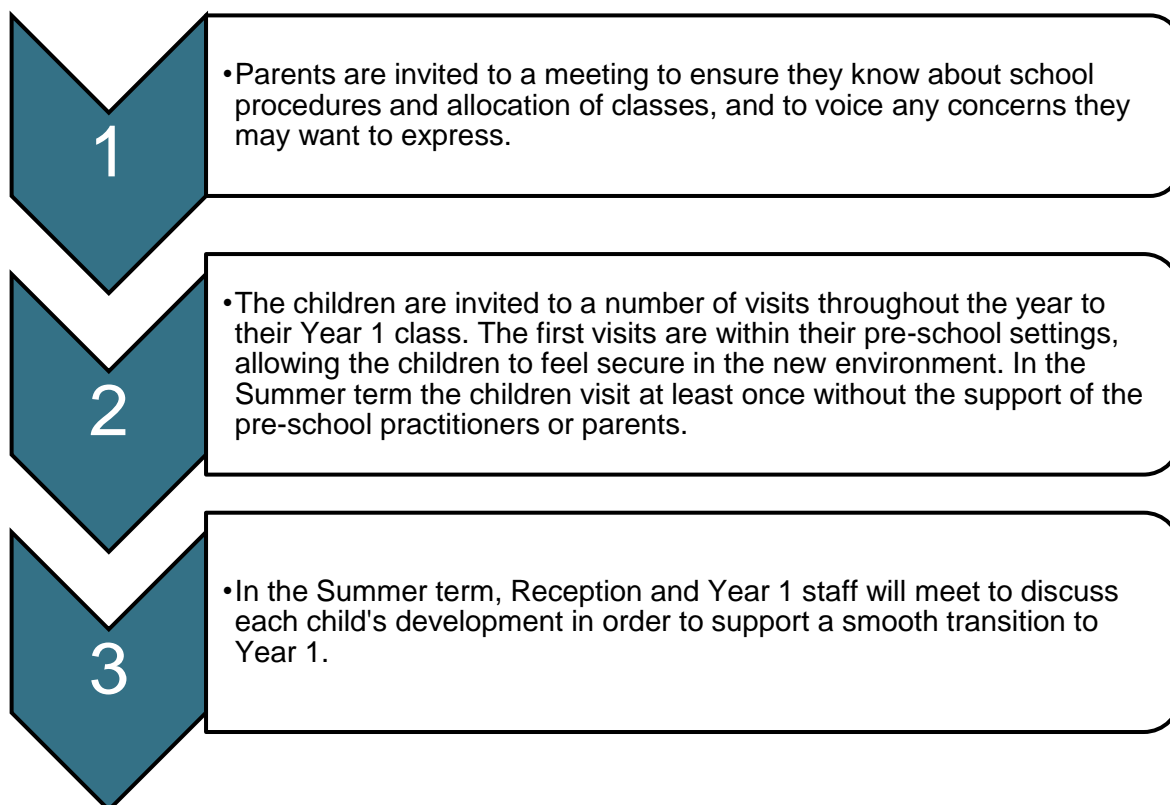 1
•Parents are invited to a meeting to ensure they know about school
procedures and allocation of classes, and to voice any concerns they
may want to express.
2
•The children are invited to a number of visits throughout the year to
their Year 1 class. The first visits are within their pre-school settings,
allowing the children to feel secure in the new environment. In the
Summer term the children visit at least once without the support of the
pre-school practitioners or parents.
3
•In the Summer term, Reception and Year 1 staff will meet to discuss
each child's development in order to support a smooth transition to
Year 1.